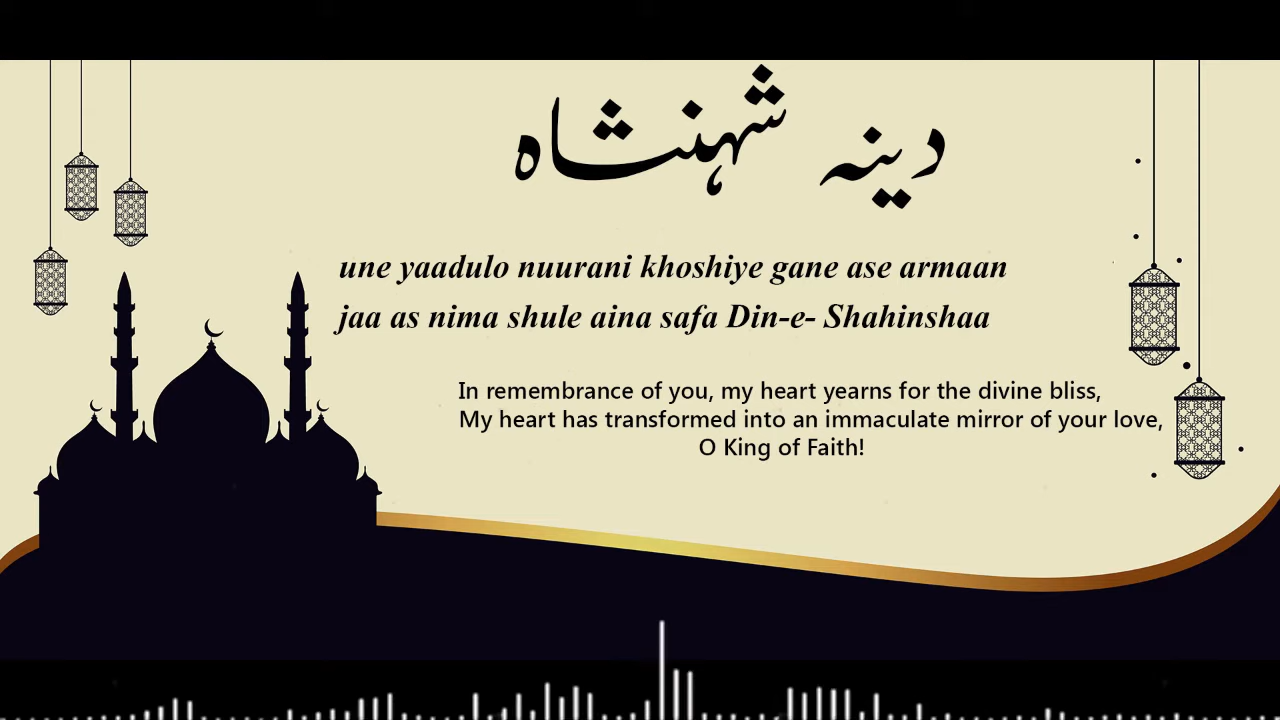 دینہ شہنشاہ
une yaadulo nuurani khoshiye gane ase armaan
jaa as nima shule aina safa Din-e- Shahinshaa
In remembrance of you, my heart yearns for the divine bliss,
My heart has transformed into an immaculate mirror of your love,
O King of Faith!